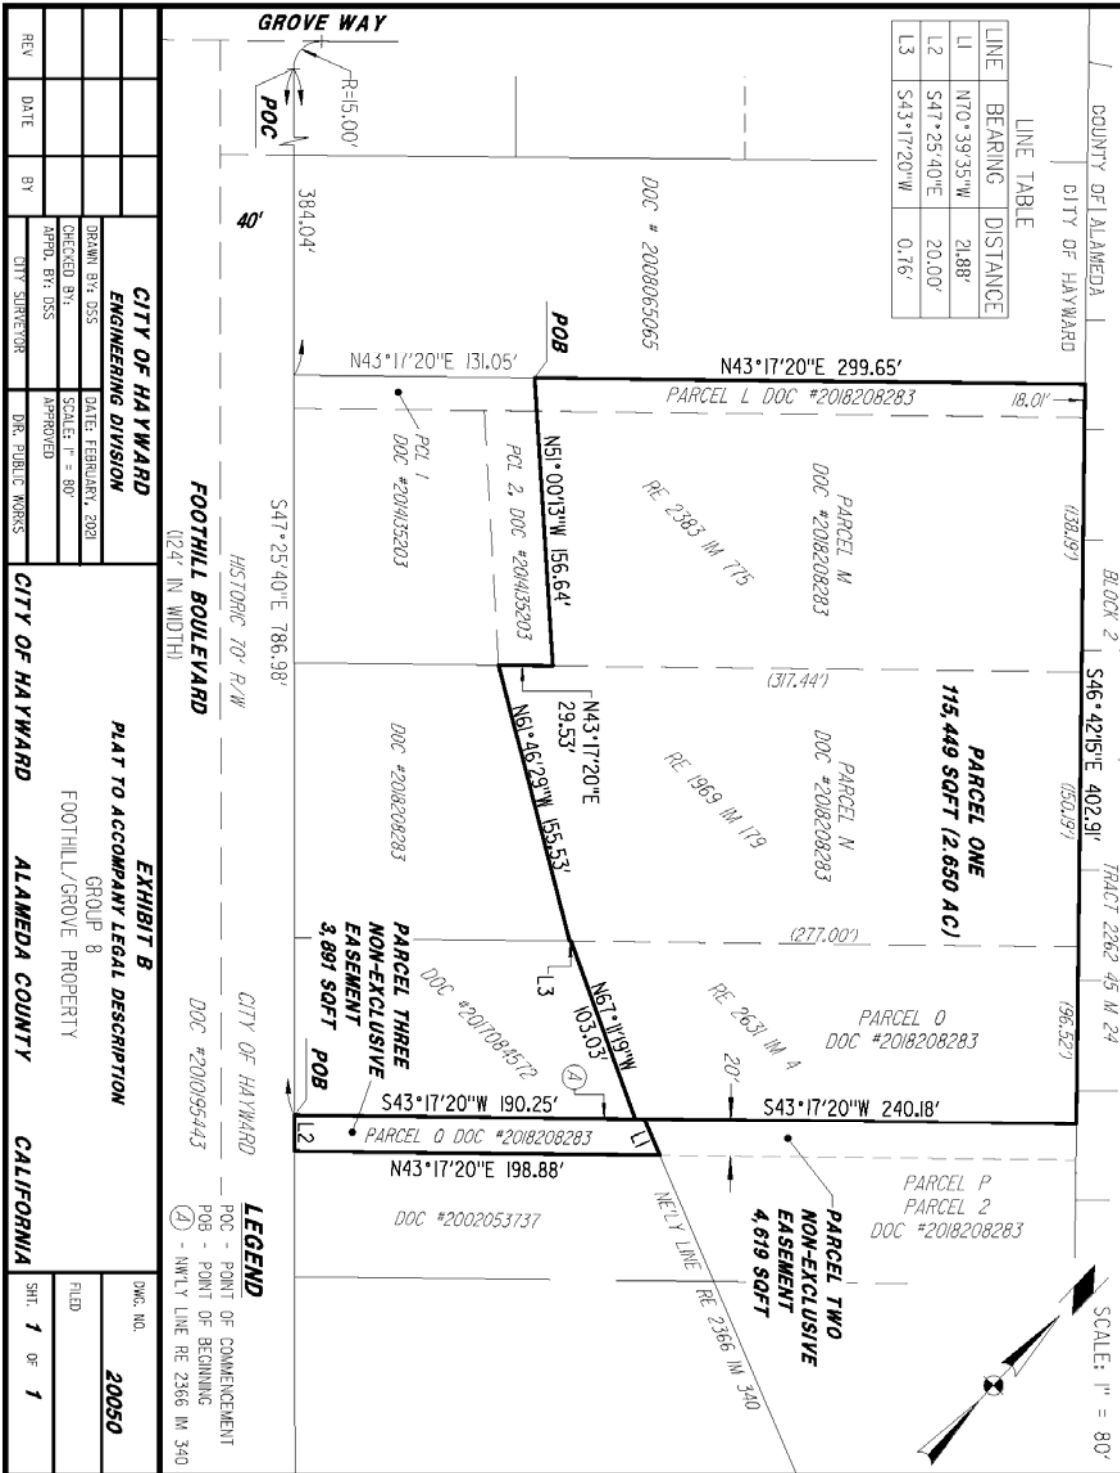 COUNTY OF ALAMEDA
CITY OF HAYWARD
LINE TABLE
LINE BEARING DISTANCE
L1 N70°39'35"W 21.88'
L2 S47°25'40"E 20.00'
L3 S43°17'20"W 0.76'
GROVE WAY
R=15.00'
POC
384.04'
40'
DOC # 2008065065
POB
N43°17'20"E 131.05'
N43°17'20"E 299.65'
PARCEL L DOC #2018208283
18.01'
(138.19')
BLOCK 2
S46°42'15"E 402.91'
(150.19')
TRACT 2262 45 M 24
(96.52')
PCL 1
DOC #2014135203
PCL 2, DOC #2014135203
N51°00'13"W 156.64'
RE 2383 IM 775
PARCEL M
DOC #2018208283
(317.44')
N43°17'20"E
29.53'
N61°46'29"W 155.53'
RE 1969 IM 179
PARCEL N
DOC #2018208283
PARCEL ONE
115,449 SQFT (2.650 AC)
(277.00')
DOC #2018208283
S47°25'40"E 786.98'
HISTORIC 70' R/W
FOOTHILL BOULEVARD
(124' IN WIDTH)
L3
N67°11'19"W
103.03'
RE 2631 IM A
PARCEL O
DOC #2018208283
DOC #2017084572
PARCEL THREE
NON-EXCLUSIVE
EASEMENT
3,891 SQFT
A
20'
POB
S43°17'20"W 190.25'
S43°17'20"W 240.18'
L2
PARCEL Q DOC #2018208283
L1
N43°17'20"E 198.88'
CITY OF HAYWARD
DOC #2010195443
DOC #2002053737
NE'LY LINE RE 2366 IM 340
PARCEL TWO
NON-EXCLUSIVE
EASEMENT
4,619 SQFT
PARCEL P
PARCEL 2
DOC #2018208283
SCALE: 1" = 80'
LEGEND
POC - POINT OF COMMENCEMENT
POB - POINT OF BEGINNING
A - NW'LY LINE RE 2366 IM 340
REV DATE BY
CITY OF HAYWARD
ENGINEERING DIVISION
DRAWN BY: DSS
DATE: FEBRUARY, 2021
CHECKED BY:
SCALE: 1" = 80'
APPD. BY: DSS
APPROVED
CITY SURVEYOR
DIR. PUBLIC WORKS
EXHIBIT B
PLAT TO ACCOMPANY LEGAL DESCRIPTION
GROUP 8
FOOTHILL/GROVE PROPERTY
CITY OF HAYWARD ALAMEDA COUNTY CALIFORNIA
DWG. NO.
20050
FILED
SHT. 1 OF 1